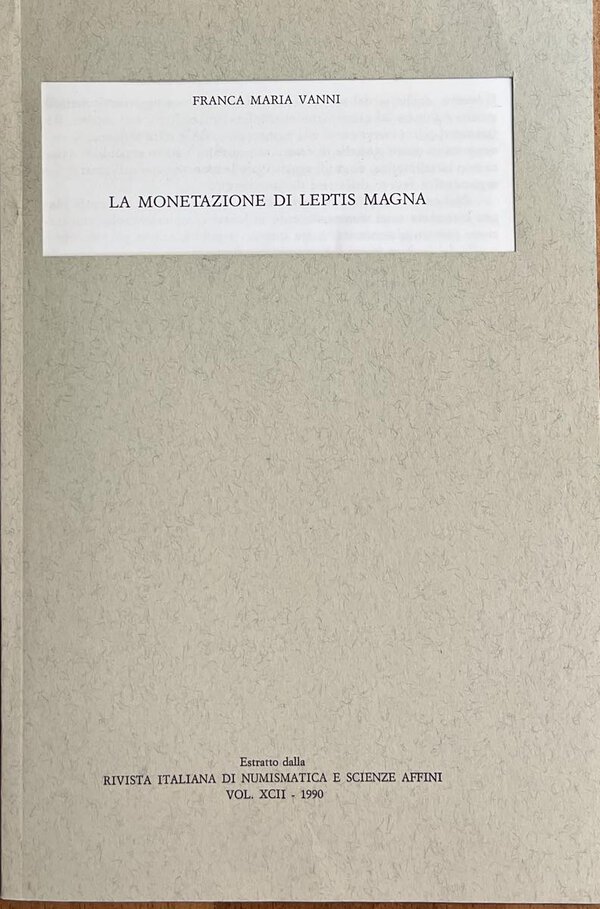 FRANCA MARIA VANNI
LA MONETAZIONE DI LEPTIS MAGNA
Estratto dalla
RIVISTA ITALIANA DI NUMISMATICA E SCIENZE AFFINI
VOL. XCII - 1990